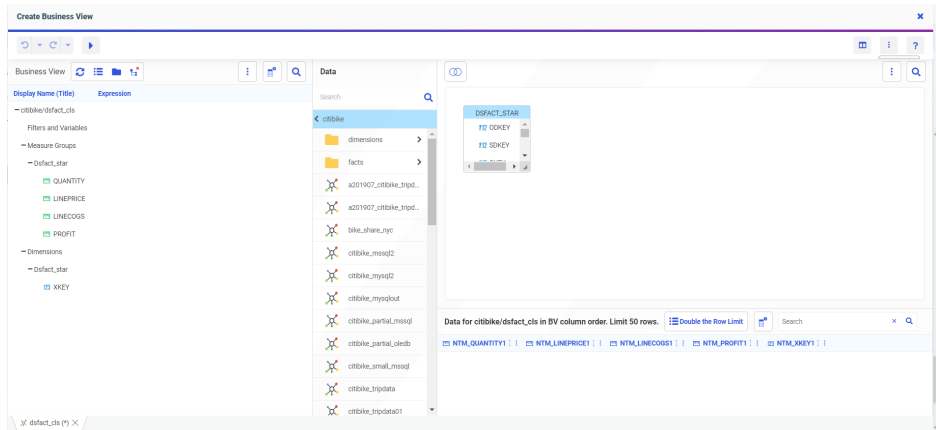 Create Business View
Business View
Display Name (Title) Expression
citibike/dsfact_cls
Filters and Variables
Measure Groups
Dsfact_star
QUANTITY
LINEPRICE
LINECOGS
PROFIT
Dimensions
Dsfact_star
XKEY
Data
Search
citibike
dimensions
facts
a201907_citibike_tripd...
a201907_citibike_tripd...
bike_share_nyc
citibike_mssql2
citibike_mysql2
citibike_mysqlout
citibike_partial_mssql
citibike_partial_oledb
citibike_small_mssql
citibike_tripdata
citibike_tripdata01
DSFACT_STAR
ODKEY
SDKEY
Data for citibike/dsfact_cls in BV column order. Limit 50 rows. Double the Row Limit Search
NTM_QUANTITY1 NTM_LINEPRICE1 NTM_LINECOGS1 NTM_PROFIT1 NTM_XKEY1
dsfact_cls (*)